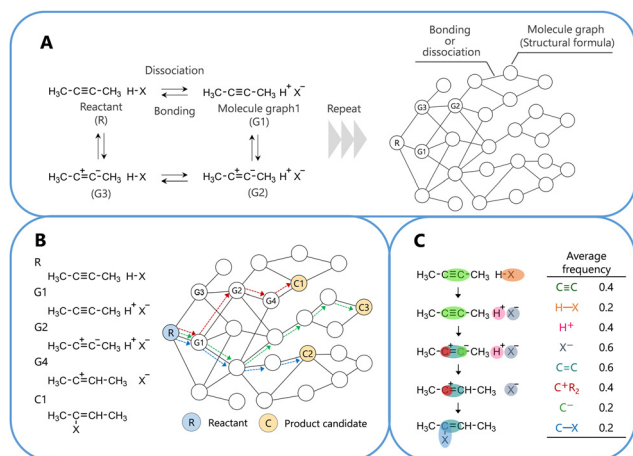 A
Dissociation
H₃C-C≡C-CH₃ H-X
Bonding
H₃C-C≡C-CH₃ H⁺ X⁻
Reactant
(R)
Molecule graph1
(G1)
H₃C-C⁺=C⁻-CH₃ H-X
(G3)
H₃C-C⁺=C⁻-CH₃ H⁺ X⁻
(G2)
Repeat
Bonding
or
dissociation
Molecule graph
(Structural formula)
G3
G2
R
G1
B
R
H₃C-C≡C-CH₃ H-X
G1
H₃C-C≡C-CH₃ H⁺ X⁻
G2
H₃C-C⁺=C⁻-CH₃ H⁺ X⁻
G4
H₃C-C⁺=CH-CH₃ X⁻
C1
H₃C-C=CH-CH₃
X
G3
G2
G4
C1
C3
R
G1
C2
R Reactant
C Product candidate
C
H₃C-C≡C-CH₃ H-X
H₃C-C≡C-CH₃ H⁺ X⁻
H₃C-C⁺=C⁻-CH₃ H⁺ X⁻
H₃C-C⁺=CH-CH₃ X⁻
H₃C-C=CH-CH₃
X
Average
frequency
C≡C 0.4
H—X 0.2
H⁺ 0.4
X⁻ 0.6
C=C 0.6
C⁺R₂ 0.4
C⁻ 0.2
C—X 0.2